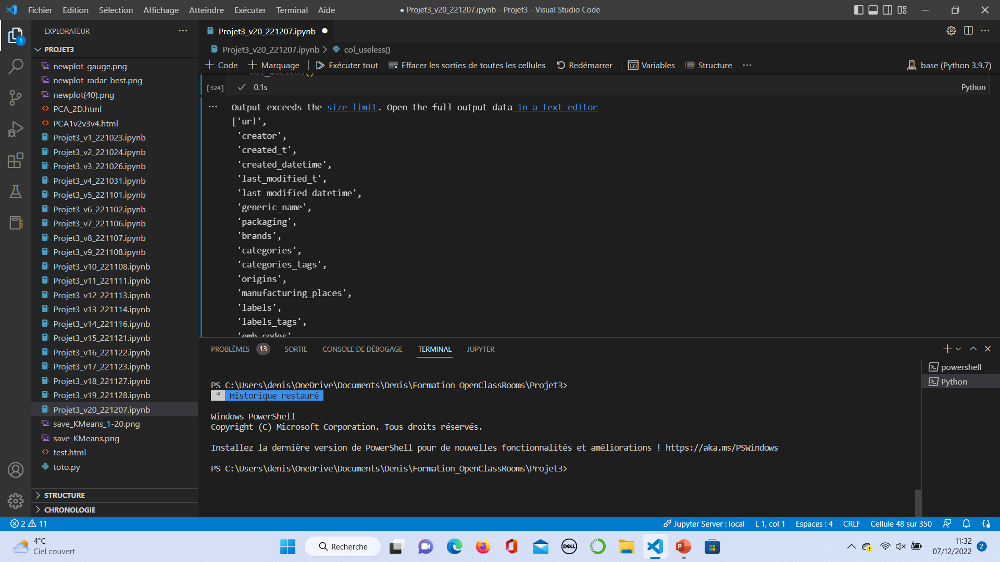 Fichier Edition Sélection Affichage Atteindre Exécuter Terminal Aide
● Projet3_v20_221207.ipynb - Projet3 - Visual Studio Code
EXPLORATEUR
PROJET3
newplot_gauge.png
newplot_radar_best.png
newplot(40).png
PCA_2D.html
PCA1v2v3v4.html
Projet3_v1_221023.ipynb
Projet3_v2_221024.ipynb
Projet3_v3_221026.ipynb
Projet3_v4_221031.ipynb
Projet3_v5_221101.ipynb
Projet3_v6_221102.ipynb
Projet3_v7_221106.ipynb
Projet3_v8_221107.ipynb
Projet3_v9_221108.ipynb
Projet3_v10_221108.ipynb
Projet3_v11_221111.ipynb
Projet3_v12_221113.ipynb
Projet3_v13_221114.ipynb
Projet3_v14_221116.ipynb
Projet3_v15_221121.ipynb
Projet3_v16_221122.ipynb
Projet3_v17_221123.ipynb
Projet3_v18_221127.ipynb
Projet3_v19_221128.ipynb
Projet3_v20_221207.ipynb
save_KMeans_1-20.png
save_KMeans.png
test.html
toto.py
STRUCTURE
CHRONOLOGIE
1
Projet3_v20_221207.ipynb ●
Projet3_v20_221207.ipynb > col_useless()
+ Code + Marquage Exécuter tout Effacer les sorties de toutes les cellules Redémarrer Variables Structure ··· base (Python 3.9.7)
col_useless()
[324] 0.1s Python
Output exceeds the size limit. Open the full output data in a text editor
['url',
'creator',
'created_t',
'created_datetime',
'last_modified_t',
'last_modified_datetime',
'generic_name',
'packaging',
'brands',
'categories',
'categories_tags',
'origins',
'manufacturing_places',
'labels',
'labels_tags',
'emb_codes'
PROBLÈMES 13 SORTIE CONSOLE DE DÉBOGAGE TERMINAL JUPYTER
PS C:\Users\denis\OneDrive\Documents\Denis\Formation_OpenClassRooms\Projet3>
* Historique restauré
Windows PowerShell
Copyright (C) Microsoft Corporation. Tous droits réservés.
Installez la dernière version de PowerShell pour de nouvelles fonctionnalités et améliorations ! https://aka.ms/PSWindows
PS C:\Users\denis\OneDrive\Documents\Denis\Formation_OpenClassRooms\Projet3>
powershell
Python
2 11
Jupyter Server : local L 1, col 1 Espaces : 4 CRLF Cellule 48 sur 350
4°C
Ciel couvert
Recherche
DELL
11:32
07/12/2022
2